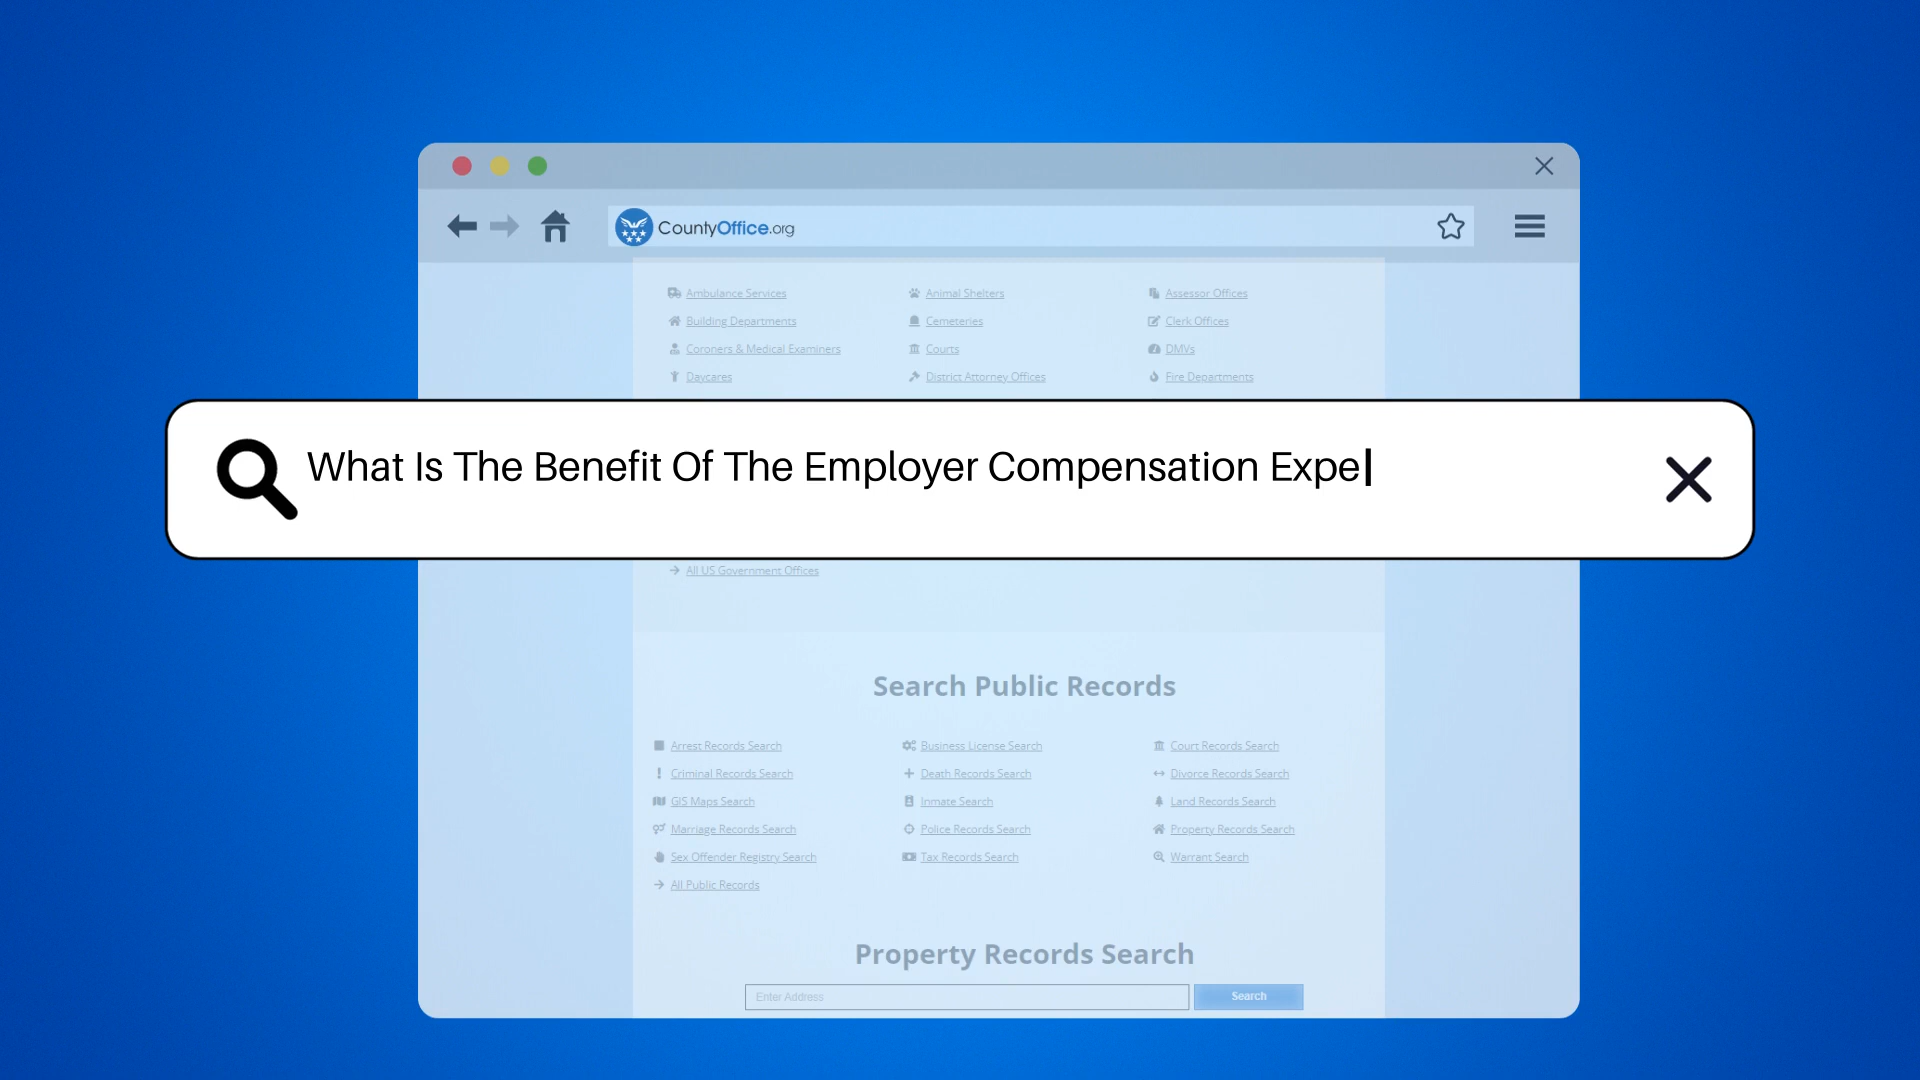 CountyOffice.org
Ambulance Services Animal Shelters Assessor Offices
Building Departments Cemeteries Clerk Offices
Coroners & Medical Examiners Courts DMVs
Daycares District Attorney Offices Fire Departments
What Is The Benefit Of The Employer Compensation Expe
All US Government Offices
Search Public Records
Arrest Records Search Business License Search Court Records Search
Criminal Records Search Death Records Search Divorce Records Search
GIS Maps Search Inmate Search Land Records Search
Marriage Records Search Police Records Search Property Records Search
Sex Offender Registry Search Tax Records Search Warrant Search
All Public Records
Property Records Search
Enter Address Search